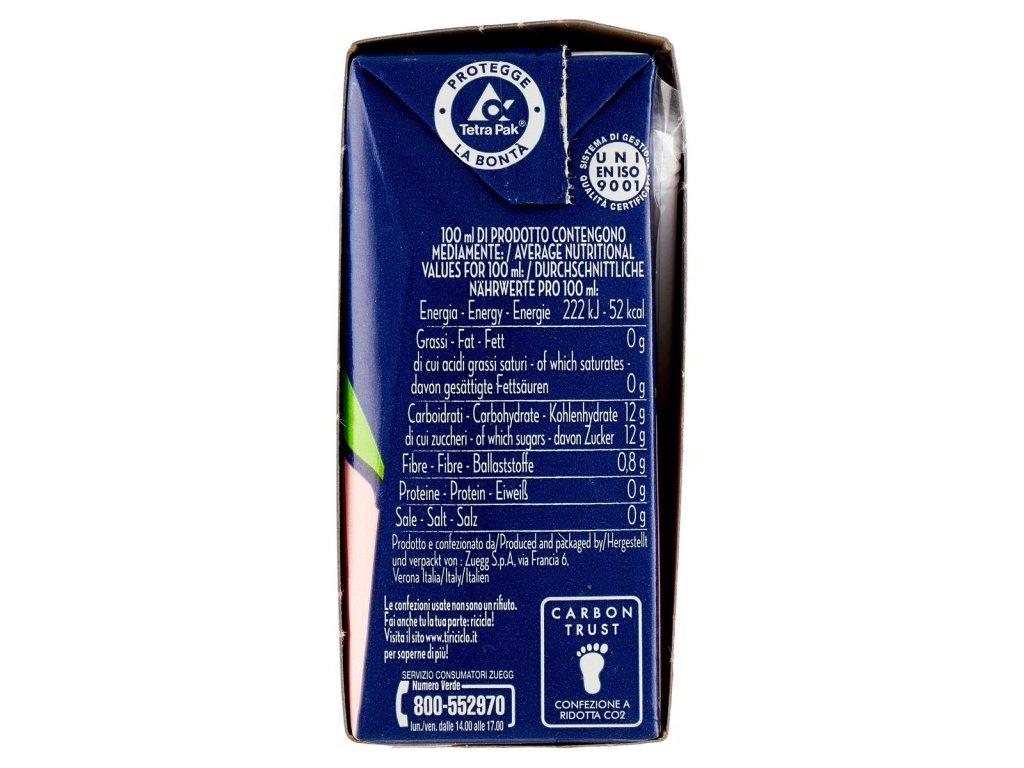 PROTEGGE
Tetra Pak®
LA BONTÀ
SISTEMA DI GESTIONE
UNI
EN ISO
9001
QUALITÀ CERTIFICATO
100 ml DI PRODOTTO CONTENGONO
MEDIAMENTE: / AVERAGE NUTRITIONAL
VALUES FOR 100 ml: / DURCHSCHNITTLICHE
NÄHRWERTE PRO 100 ml:
Energia - Energy - Energie 222 kJ - 52 kcal
Grassi - Fat - Fett 0 g
di cui acidi grassi saturi - of which saturates -
davon gesättigte Fettsäuren 0 g
Carboidrati - Carbohydrate - Kohlenhydrate 12 g
di cui zuccheri - of which sugars - davon Zucker 12 g
Fibre - Fibre - Ballaststoffe 0,8 g
Proteine - Protein - Eiweiß 0 g
Sale - Salt - Salz 0 g
Prodotto e confezionato da/Produced and packaged by/Hergestellt
und verpackt von : Zuegg S.p.A, via Francia 6,
Verona Italia/Italy/Italien
Le confezioni usate non sono un rifiuto.
Fai anche tu la tua parte: ricicla!
Visita il sito www.tiriciclo.it
per saperne di più!
SERVIZIO CONSUMATORI ZUEGG
Numero Verde
800-552970
lun./ven. dalle 14.00 alle 17.00
CARBON
TRUST
CONFEZIONE A
RIDOTTA CO2